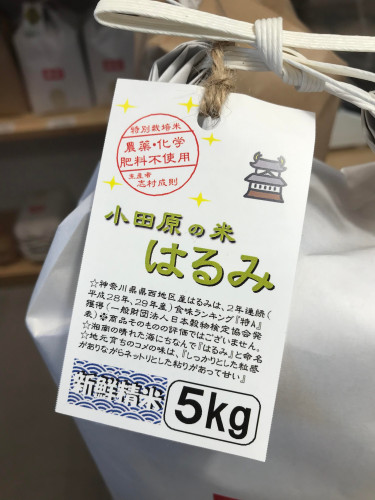 特別栽培米
農薬・化学
肥料不使用
生産者
志村成則
小田原の米
はるみ
☆神奈川県県西地区産はるみは、2年連続
(平成28年、29年産)食味ランキング『特A』
獲得(一般財団法人日本穀物検定協会発
表)❖商品そのものの評価ではございません。
☆湘南の晴れた海にちなんで『はるみ』と命名
☆地元育ちのコメの味は、『しっかりとした粒感
がありながらネットリとした粘りがあって甘い』
新鮮精米
5kg